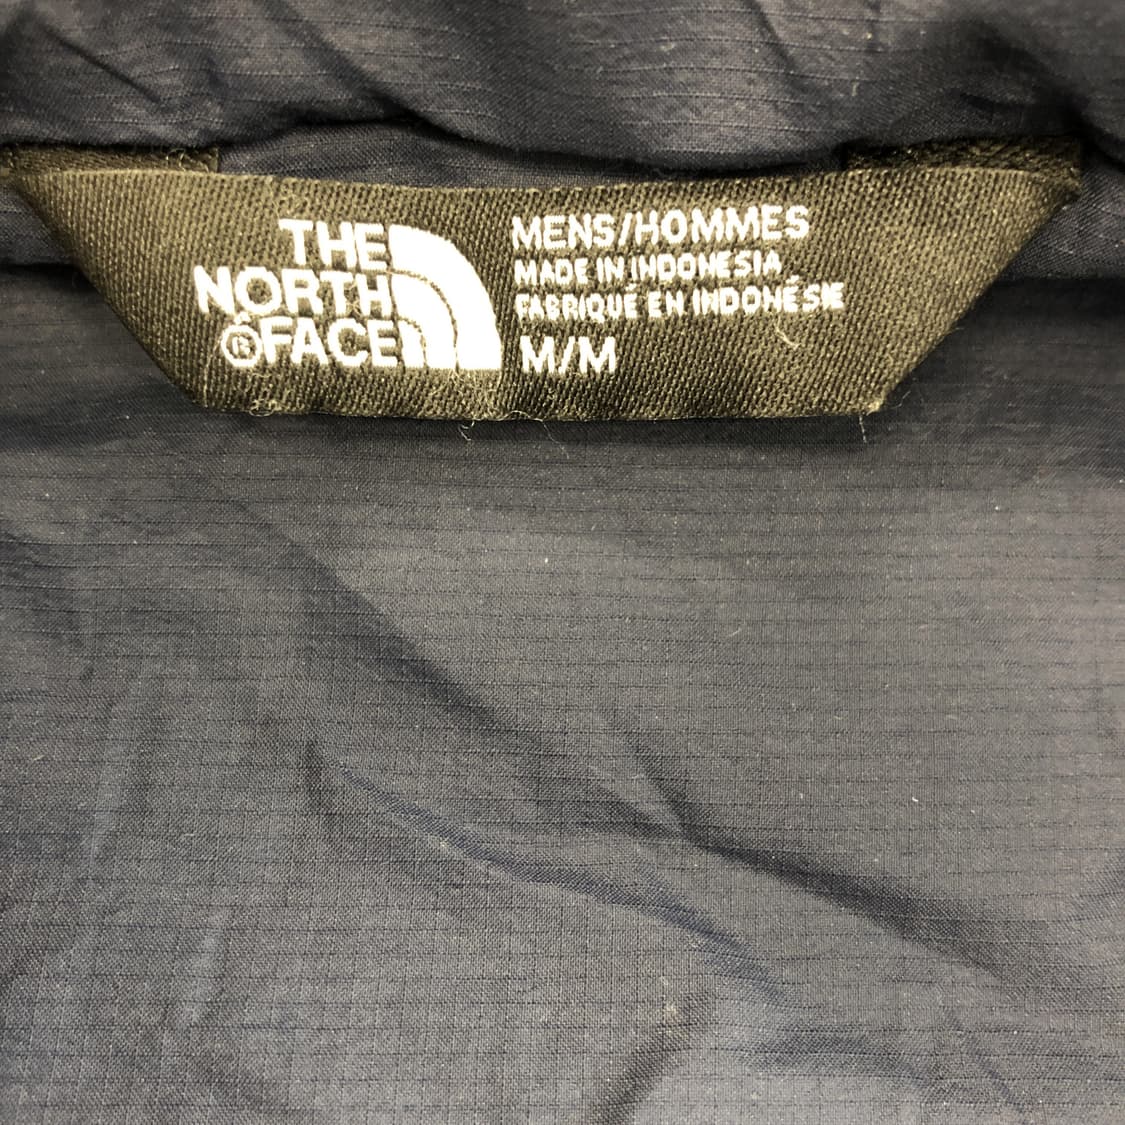 THE
NORTH
®FACE
MENS/HOMMES
MADE IN INDONESIA
FABRIQUÉ EN INDONÉSIE
M/M